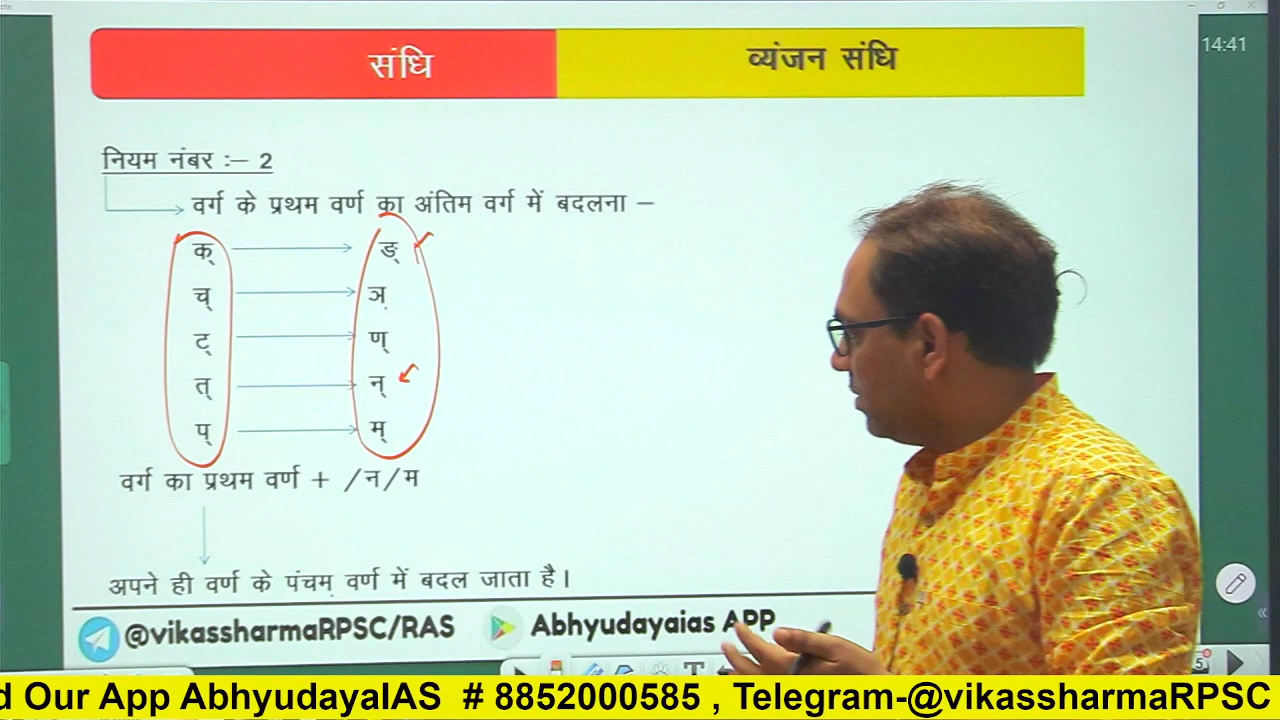 14:41
संधि व्यंजन संधि
नियम नंबर :– 2
वर्ग के प्रथम वर्ण का अंतिम वर्ग में बदलना –
क् ङ्
च् ञ्
ट् ण्
त् न्
प् म्
वर्ग का प्रथम वर्ण + /न/म
अपने ही वर्ण के पंचम् वर्ण में बदल जाता है।
@vikassharmaRPSC/RAS Abhyudayaias APP
d Our App AbhyudayaIAS # 8852000585 , Telegram-@vikassharmaRPSC